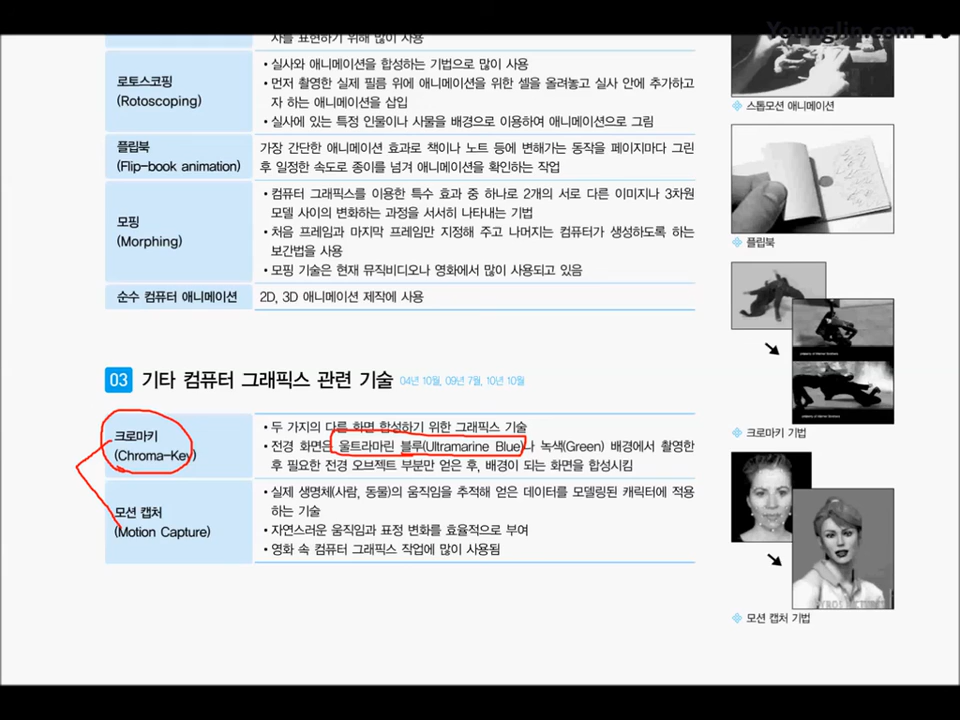 Younglin.com
자를 표현하기 위해 많이 사용
로토스코핑
(Rotoscoping)
• 실사와 애니메이션을 합성하는 기법으로 많이 사용
• 먼저 촬영한 실제 필름 위에 애니메이션을 위한 셀을 올려놓고 실사 안에 추가하고
자 하는 애니메이션을 삽입
• 실사에 있는 특정 인물이나 사물을 배경으로 이용하여 애니메이션으로 그림
플립북
(Flip-book animation)
가장 간단한 애니메이션 효과로 책이나 노트 등에 변해가는 동작을 페이지마다 그린
후 일정한 속도로 종이를 넘겨 애니메이션을 확인하는 작업
모핑
(Morphing)
• 컴퓨터 그래픽스를 이용한 특수 효과 중 하나로 2개의 서로 다른 이미지나 3차원
모델 사이의 변화하는 과정을 서서히 나타내는 기법
• 처음 프레임과 마지막 프레임만 지정해 주고 나머지는 컴퓨터가 생성하도록 하는
보간법을 사용
• 모핑 기술은 현재 뮤직비디오나 영화에서 많이 사용되고 있음
순수 컴퓨터 애니메이션
2D, 3D 애니메이션 제작에 사용
03 기타 컴퓨터 그래픽스 관련 기술 04년 10월, 09년 7월, 10년 10월
크로마키
(Chroma-Key)
• 두 가지의 다른 화면 합성하기 위한 그래픽스 기술
• 전경 화면은 울트라마린 블루(Ultramarine Blue)나 녹색(Green) 배경에서 촬영한
후 필요한 전경 오브젝트 부분만 얻은 후, 배경이 되는 화면을 합성시킴
모션 캡처
(Motion Capture)
• 실제 생명체(사람, 동물)의 움직임을 추적해 얻은 데이터를 모델링된 캐릭터에 적용
하는 기술
• 자연스러운 움직임과 표정 변화를 효율적으로 부여
• 영화 속 컴퓨터 그래픽스 작업에 많이 사용됨
스톱모션 애니메이션
플립북
크로마키 기법
모션 캡처 기법